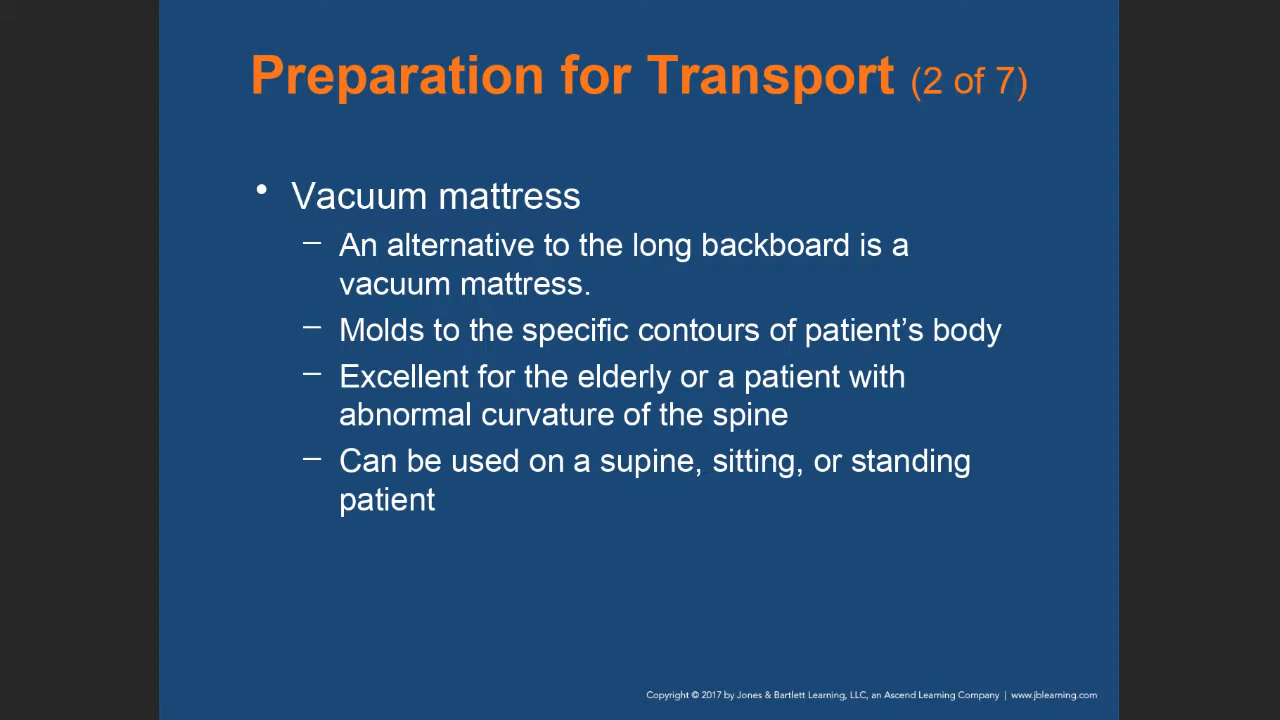 Preparation for Transport (2 of 7)
• Vacuum mattress
– An alternative to the long backboard is a
vacuum mattress.
– Molds to the specific contours of patient’s body
– Excellent for the elderly or a patient with
abnormal curvature of the spine
– Can be used on a supine, sitting, or standing
patient
Copyright © 2017 by Jones & Bartlett Learning, LLC, an Ascend Learning Company | www.jblearning.com